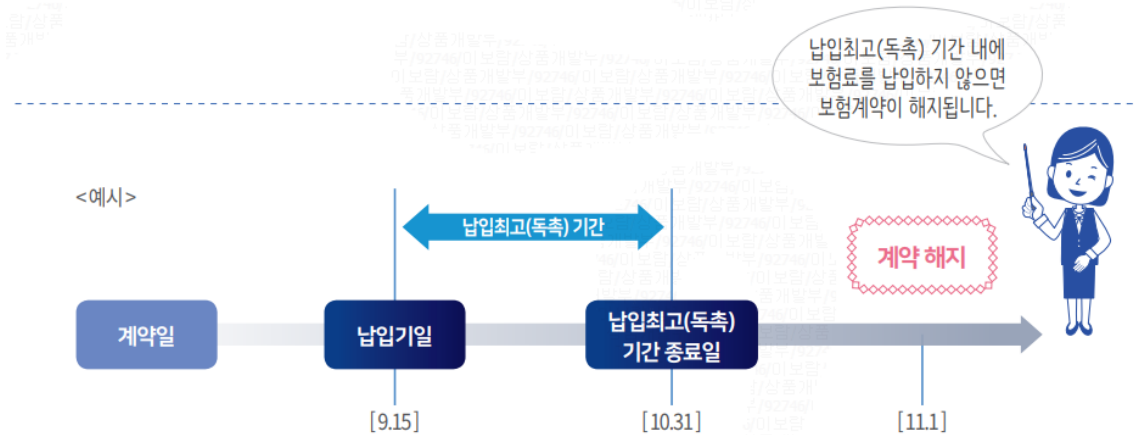 납입최고(독촉) 기간 내에
보험료를 납입하지 않으면
보험계약이 해지됩니다.
<예시>
납입최고(독촉) 기간
계약 해지
계약일
납입기일
납입최고(독촉)
기간 종료일
[9.15]
[10.31]
[11.1]